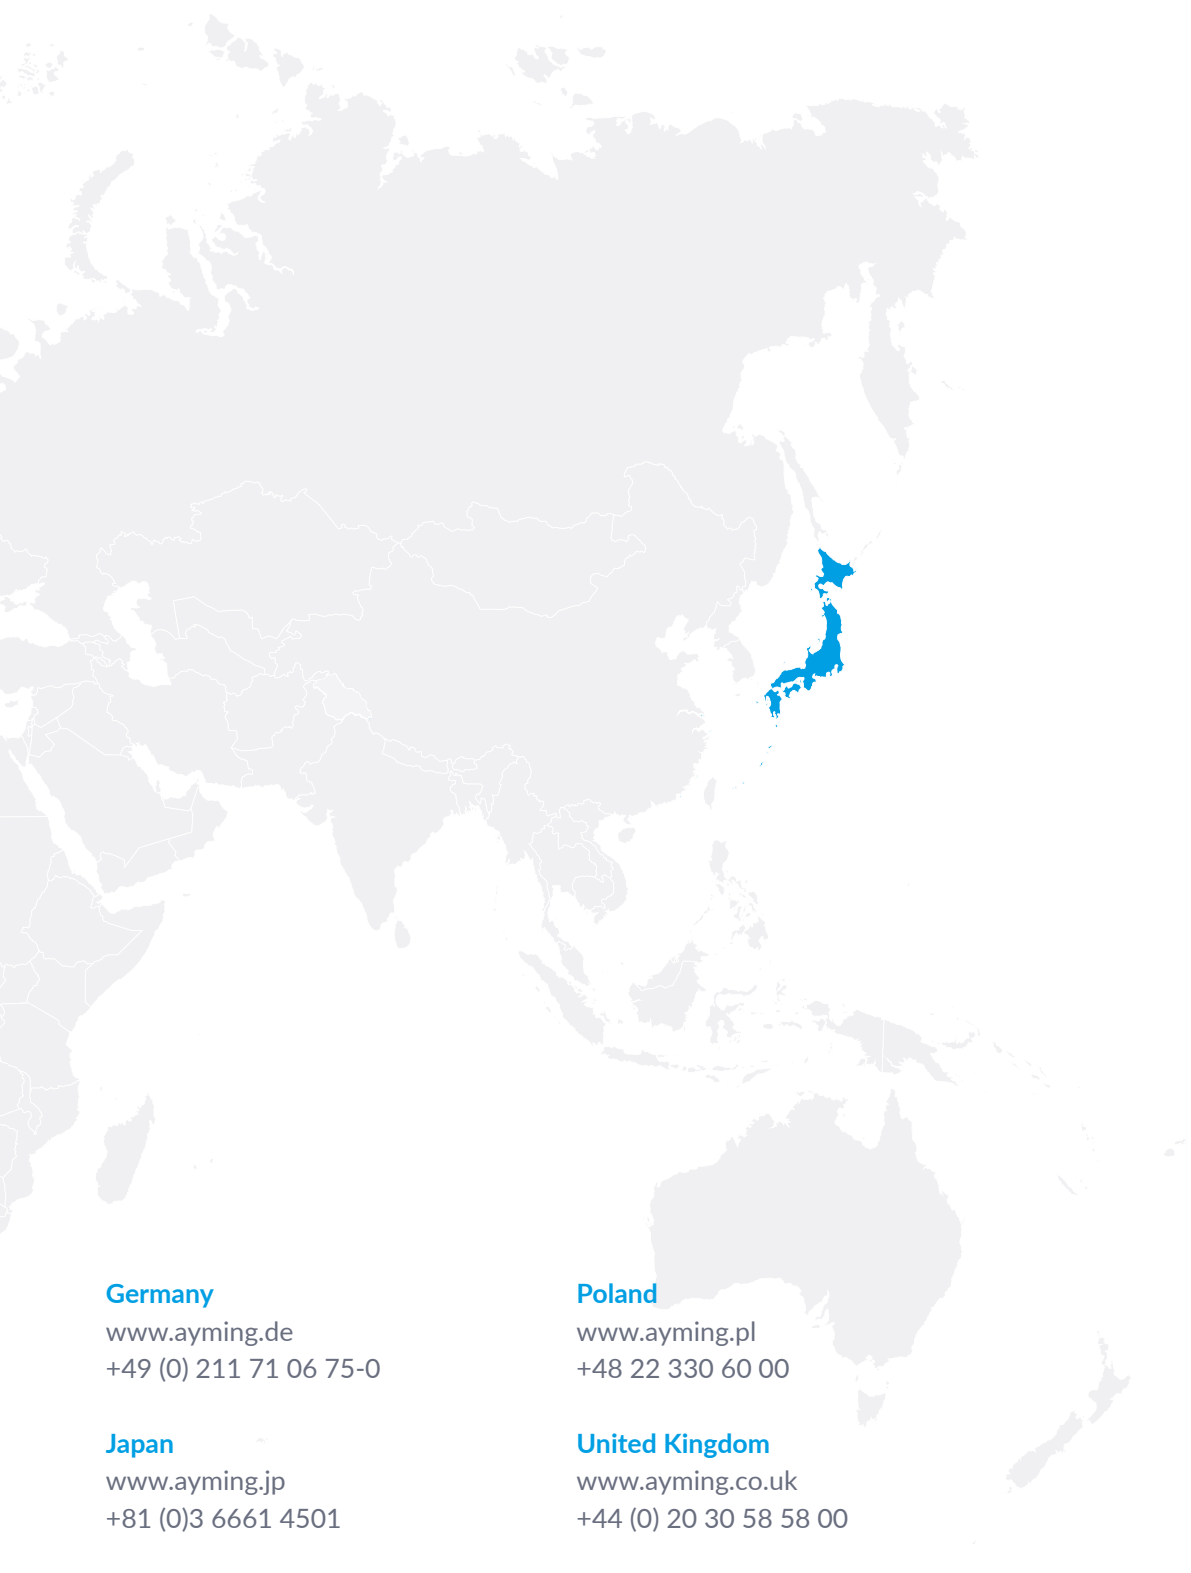 Germany
www.ayming.de
+49 (0) 211 71 06 75-0
Japan
www.ayming.jp
+81 (0)3 6661 4501
Poland
www.ayming.pl
+48 22 330 60 00
United Kingdom
www.ayming.co.uk
+44 (0) 20 30 58 58 00